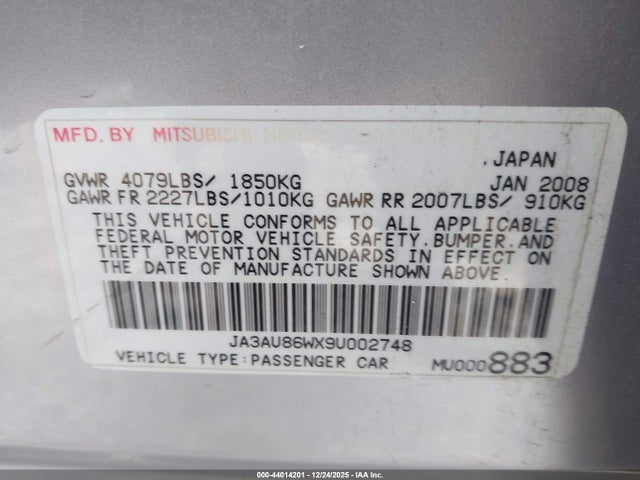 MFD. BY MITSUBISHI MOTORS CORPORATION
, JAPAN
GVWR 4079LBS/ 1850KG JAN 2008
GAWR FR 2227LBS/1010KG GAWR RR 2007LBS/ 910KG
THIS VEHICLE CONFORMS TO ALL APPLICABLE
FEDERAL MOTOR VEHICLE SAFETY, BUMPER, AND
THEFT PREVENTION STANDARDS IN EFFECT ON
THE DATE OF MANUFACTURE SHOWN ABOVE.
JA3AU86WX9U002748
VEHICLE TYPE:PASSENGER CAR MU000883
000-44014201 - 12/24/2025 - IAA Inc.